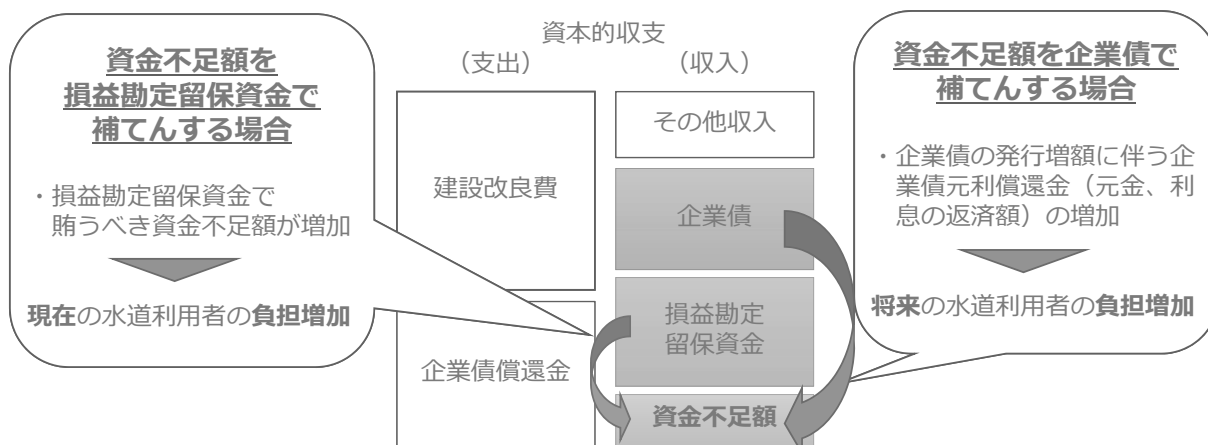 資金不足額を
損益勘定留保資金で
補てんする場合
・損益勘定留保資金で
賄うべき資金不足額が増加
現在の水道利用者の負担増加
資本的収支
（支出）
（収入）
建設改良費
企業債償還金
その他収入
企業債
損益勘定
留保資金
資金不足額
資金不足額を企業債で
補てんする場合
・企業債の発行増額に伴う企
業債元利償還金（元金、利
息の返済額）の増加
将来の水道利用者の負担増加